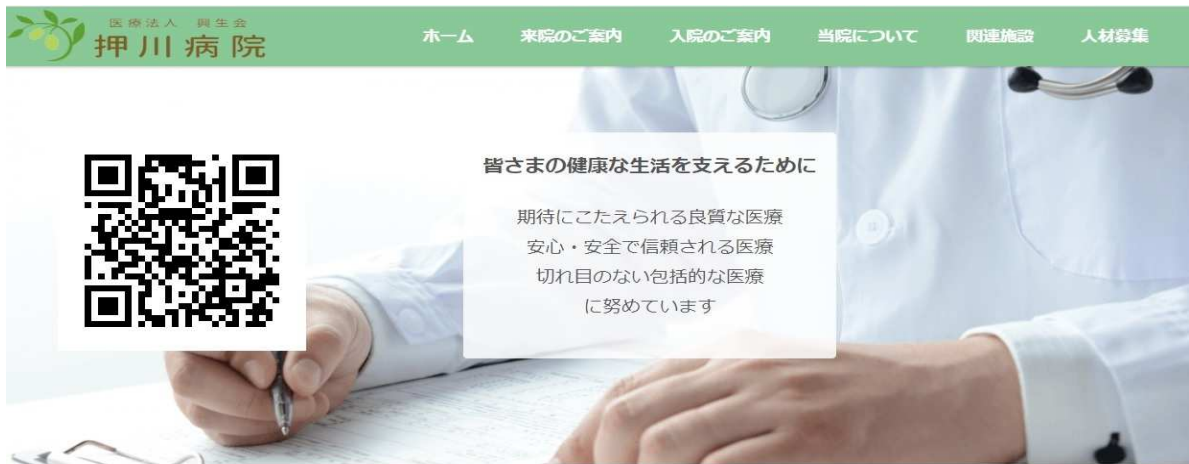 医療法人 興生会
押川病院
ホーム 来院のご案内 入院のご案内 当院について 関連施設 人材募集
皆さまの健康な生活を支えるために
期待にこたえられる良質な医療
安心・安全で信頼される医療
切れ目のない包括的な医療
に努めています